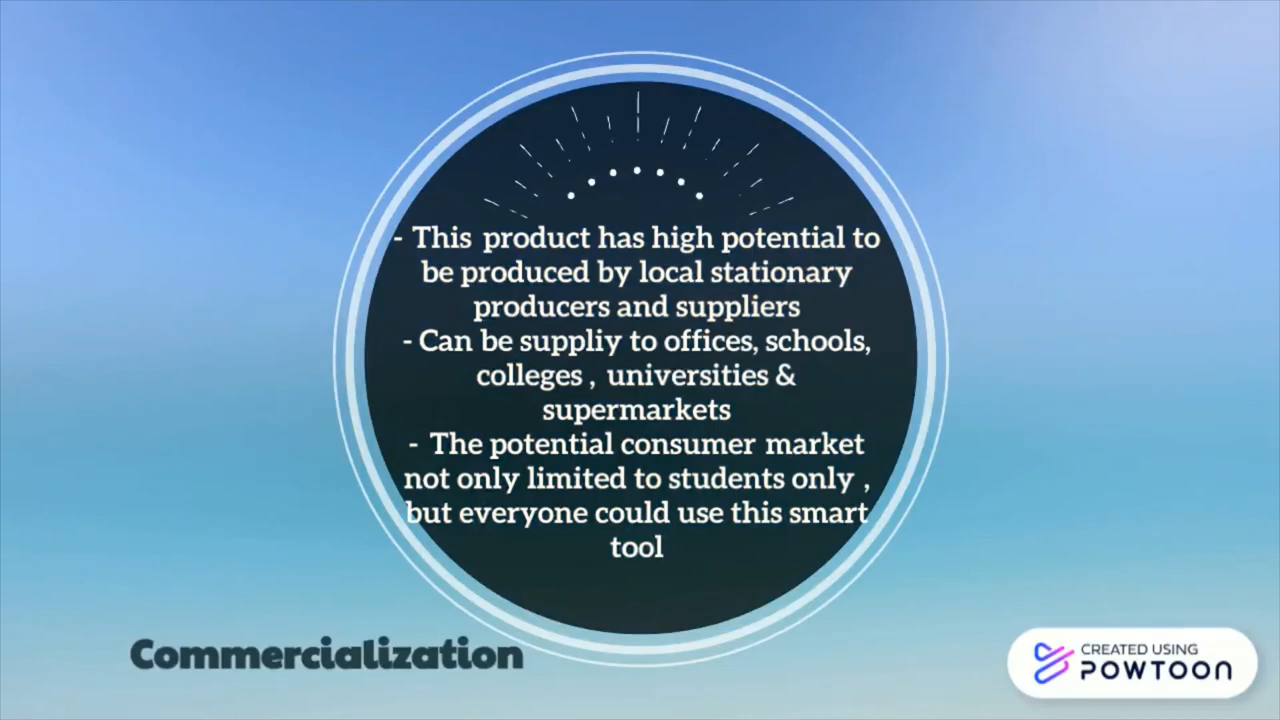 - This product has high potential to
be produced by local stationary
producers and suppliers
- Can be suppliy to offices, schools,
colleges , universities &
supermarkets
- The potential consumer market
not only limited to students only ,
but everyone could use this smart
tool
Commercialization
CREATED USING
POWTOON